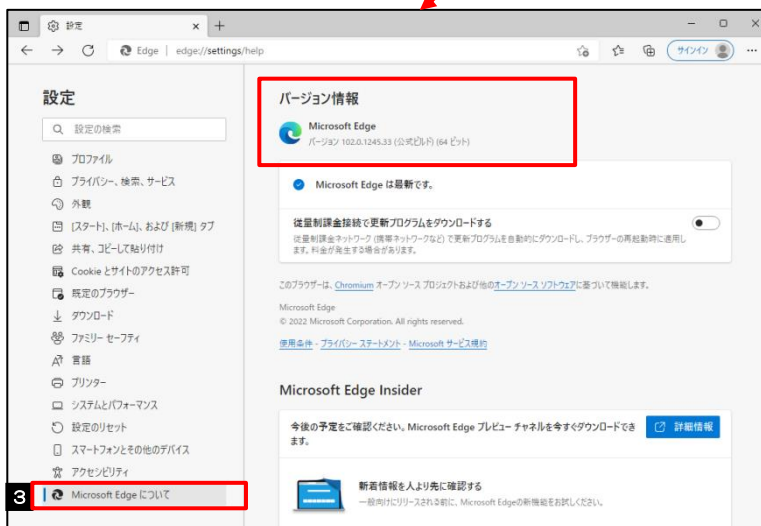 設定
Edge | edge://settings/help
サインイン
設定
設定の検索
プロファイル
プライバシー、検索、サービス
外観
[スタート]、[ホーム]、および [新規] タブ
共有、コピーして貼り付け
Cookie とサイトのアクセス許可
既定のブラウザー
ダウンロード
ファミリー セーフティ
言語
プリンター
システムとパフォーマンス
設定のリセット
スマートフォンとその他のデバイス
アクセシビリティ
3
Microsoft Edge について
バージョン情報
Microsoft Edge
バージョン 102.0.1245.33 (公式ビルド) (64 ビット)
Microsoft Edge は最新です。
従量制課金接続で更新プログラムをダウンロードする
従量制課金ネットワーク (携帯ネットワークなど) で更新プログラムを自動的にダウンロードし、ブラウザーの再起動時に適用し
ます。料金が発生する場合があります。
このブラウザーは、Chromium オープン ソース プロジェクトおよび他のオープン ソース ソフトウェアに基づいて機能します。
Microsoft Edge
© 2022 Microsoft Corporation. All rights reserved.
使用条件 - プライバシー ステートメント - Microsoft サービス規約
Microsoft Edge Insider
今後の予定をご確認ください。Microsoft Edge プレビュー チャネルを今すぐダウンロードでき
ます。
詳細情報
新着情報を人より先に確認する
一般向けにリリースされる前に、Microsoft Edgeの新機能をお試しください。